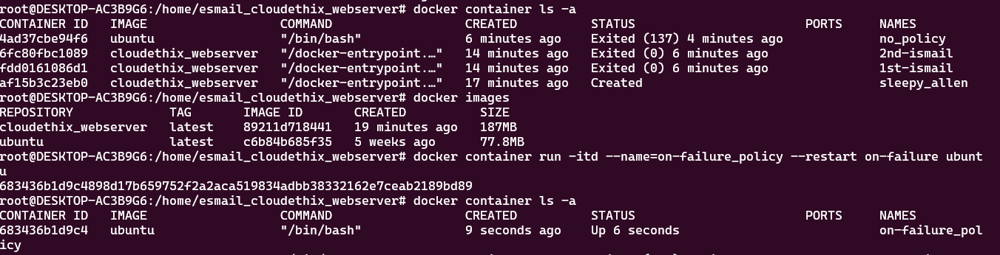 root@DESKTOP-AC3B9G6:/home/esmail_cloudethix_webserver# docker container ls -a
CONTAINER ID   IMAGE                  COMMAND                  CREATED          STATUS                       PORTS     NAMES
4ad37cbe94f6   ubuntu                 "/bin/bash"              6 minutes ago    Exited (137) 4 minutes ago             no_policy
6fc80fbc1089   cloudethix_webserver   "/docker-entrypoint.…"   14 minutes ago   Exited (0) 6 minutes ago               2nd-ismail
fdd0161086d1   cloudethix_webserver   "/docker-entrypoint.…"   14 minutes ago   Exited (0) 6 minutes ago               1st-ismail
af15b3c23eb0   cloudethix_webserver   "/docker-entrypoint.…"   17 minutes ago   Created                                sleepy_allen
root@DESKTOP-AC3B9G6:/home/esmail_cloudethix_webserver# docker images
REPOSITORY             TAG       IMAGE ID       CREATED          SIZE
cloudethix_webserver   latest    89211d718441   19 minutes ago   187MB
ubuntu                 latest    c6b84b685f35   5 weeks ago      77.8MB
root@DESKTOP-AC3B9G6:/home/esmail_cloudethix_webserver# docker container run -itd --name=on-failure_policy --restart on-failure ubunt
u
683436b1d9c4898d17b659752f2a2aca519834adbb38332162e7ceab2189bd89
root@DESKTOP-AC3B9G6:/home/esmail_cloudethix_webserver# docker container ls -a
CONTAINER ID   IMAGE                  COMMAND                  CREATED          STATUS                       PORTS     NAMES
683436b1d9c4   ubuntu                 "/bin/bash"              9 seconds ago    Up 6 seconds                           on-failure_pol
icy